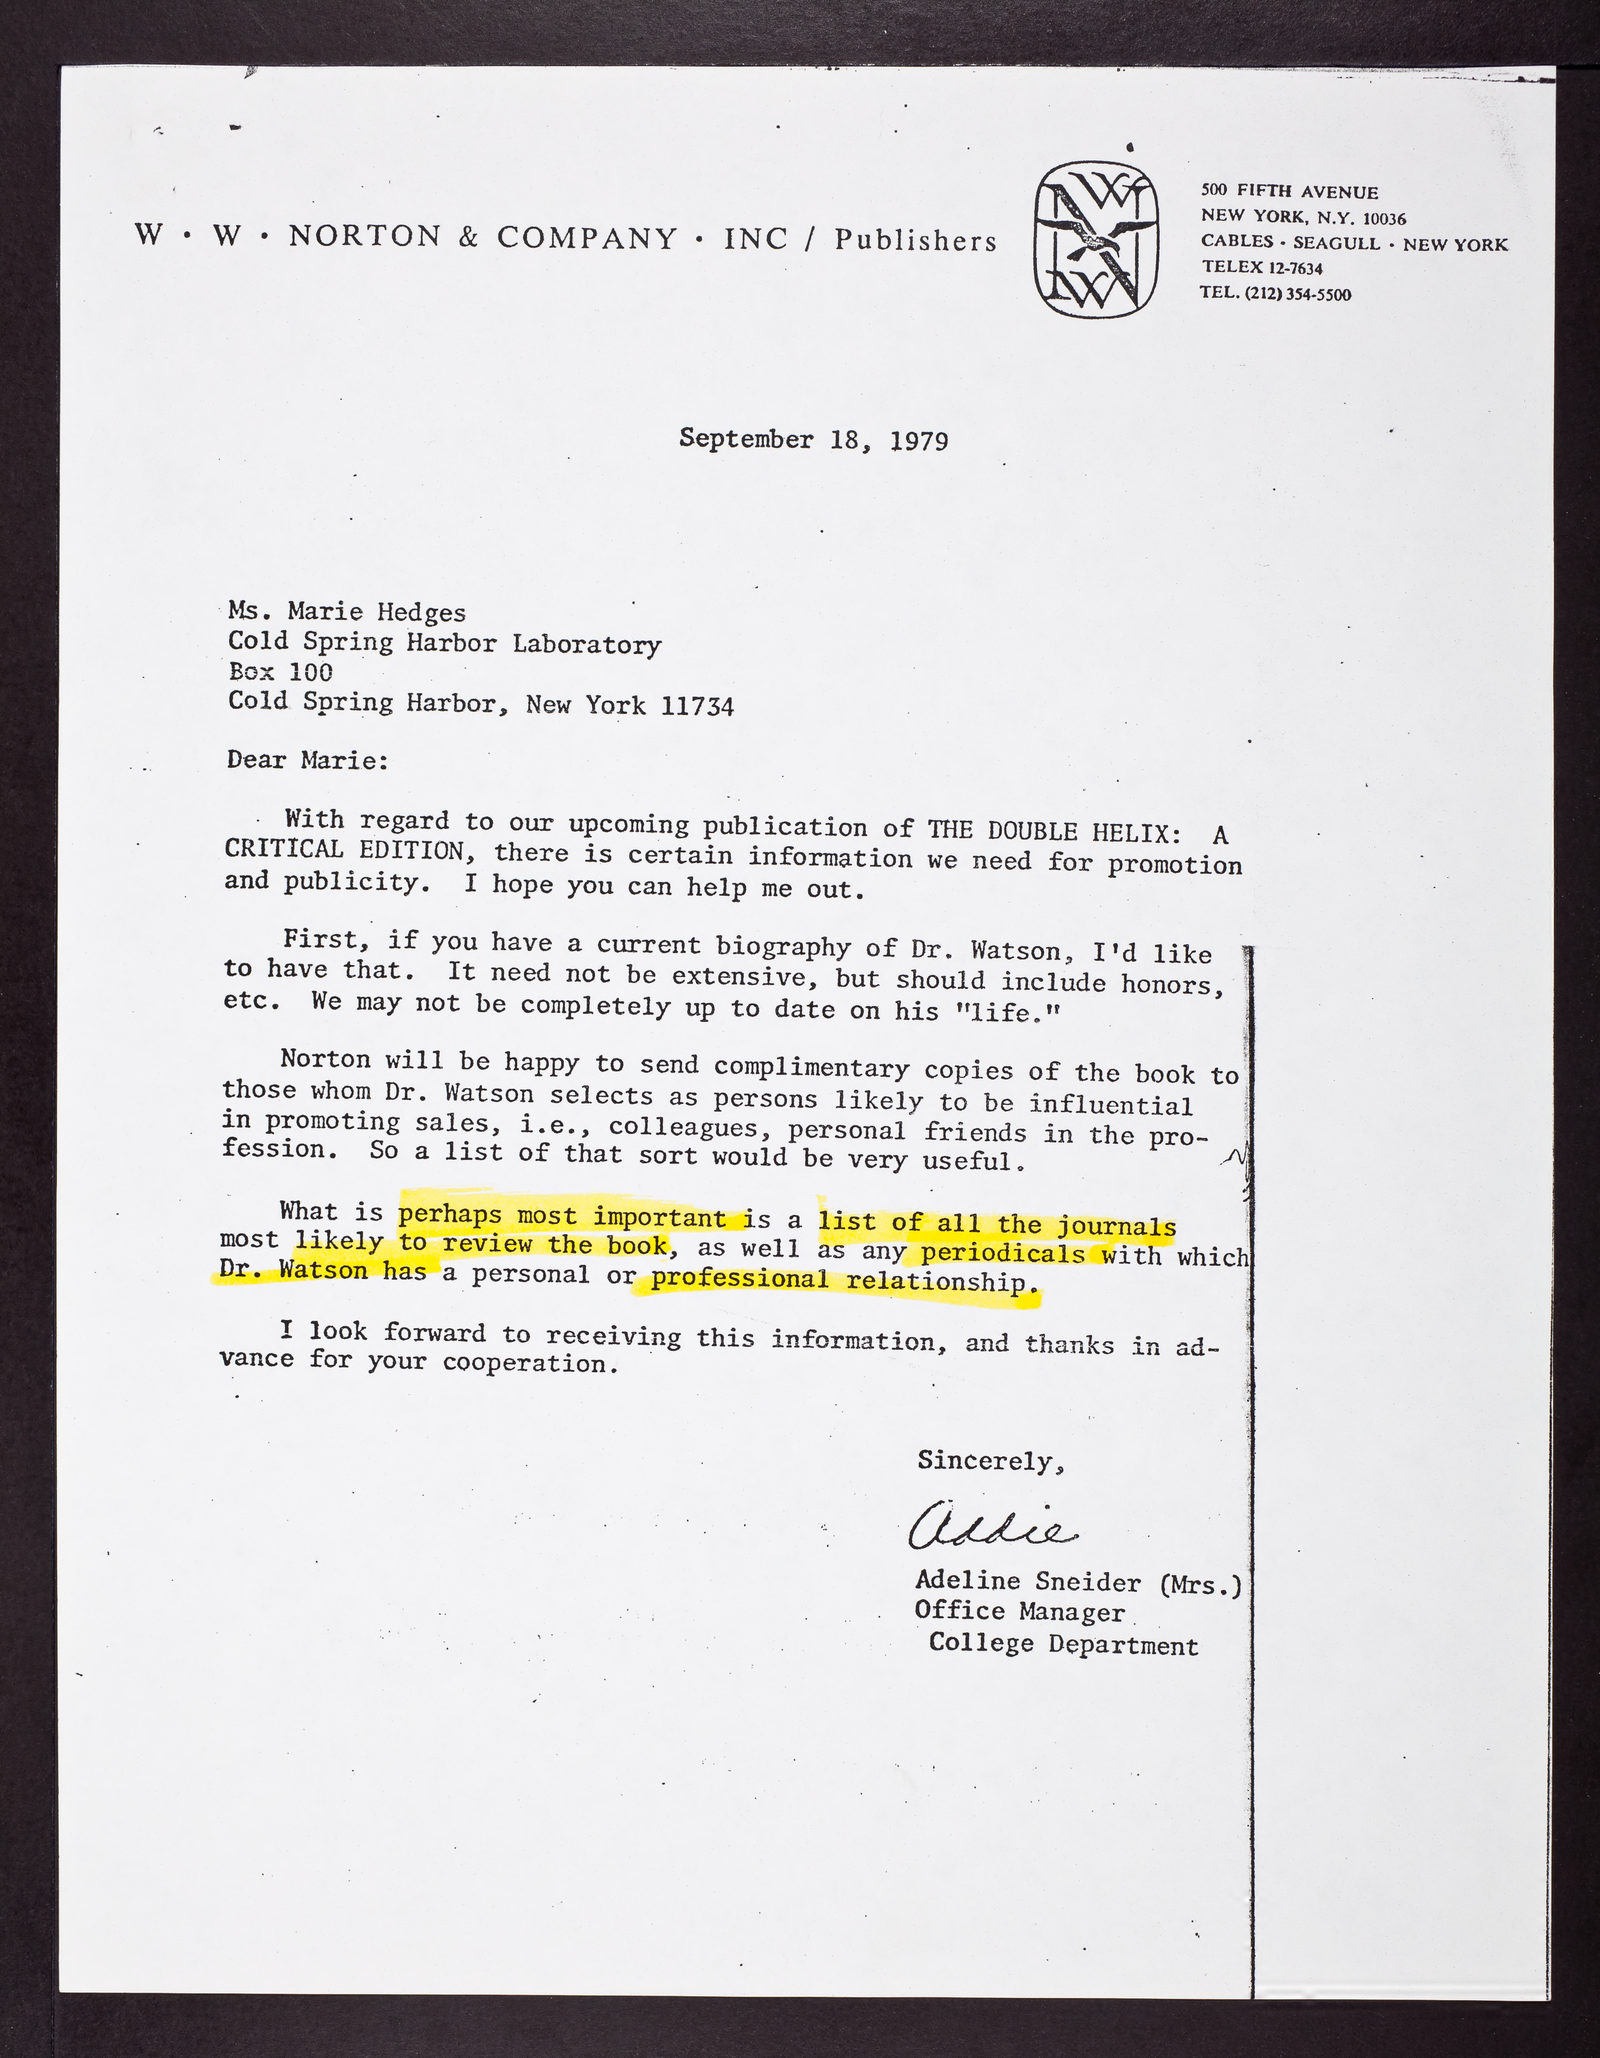 W · W · NORTON & COMPANY · INC / Publishers
500 FIFTH AVENUE
NEW YORK, N.Y. 10036
CABLES · SEAGULL · NEW YORK
TELEX 12-7634
TEL. (212) 354-5500
September 18, 1979
Ms. Marie Hedges
Cold Spring Harbor Laboratory
Box 100
Cold Spring Harbor, New York 11734
Dear Marie:
With regard to our upcoming publication of THE DOUBLE HELIX: A
CRITICAL EDITION, there is certain information we need for promotion
and publicity. I hope you can help me out.
First, if you have a current biography of Dr. Watson, I'd like
to have that. It need not be extensive, but should include honors,
etc. We may not be completely up to date on his "life."
Norton will be happy to send complimentary copies of the book to
those whom Dr. Watson selects as persons likely to be influential
in promoting sales, i.e., colleagues, personal friends in the pro-
fession. So a list of that sort would be very useful.
What is perhaps most important is a list of all the journals
most likely to review the book, as well as any periodicals with which
Dr. Watson has a personal or professional relationship.
I look forward to receiving this information, and thanks in ad-
vance for your cooperation.
Sincerely,
Addie
Adeline Sneider (Mrs.)
Office Manager
College Department